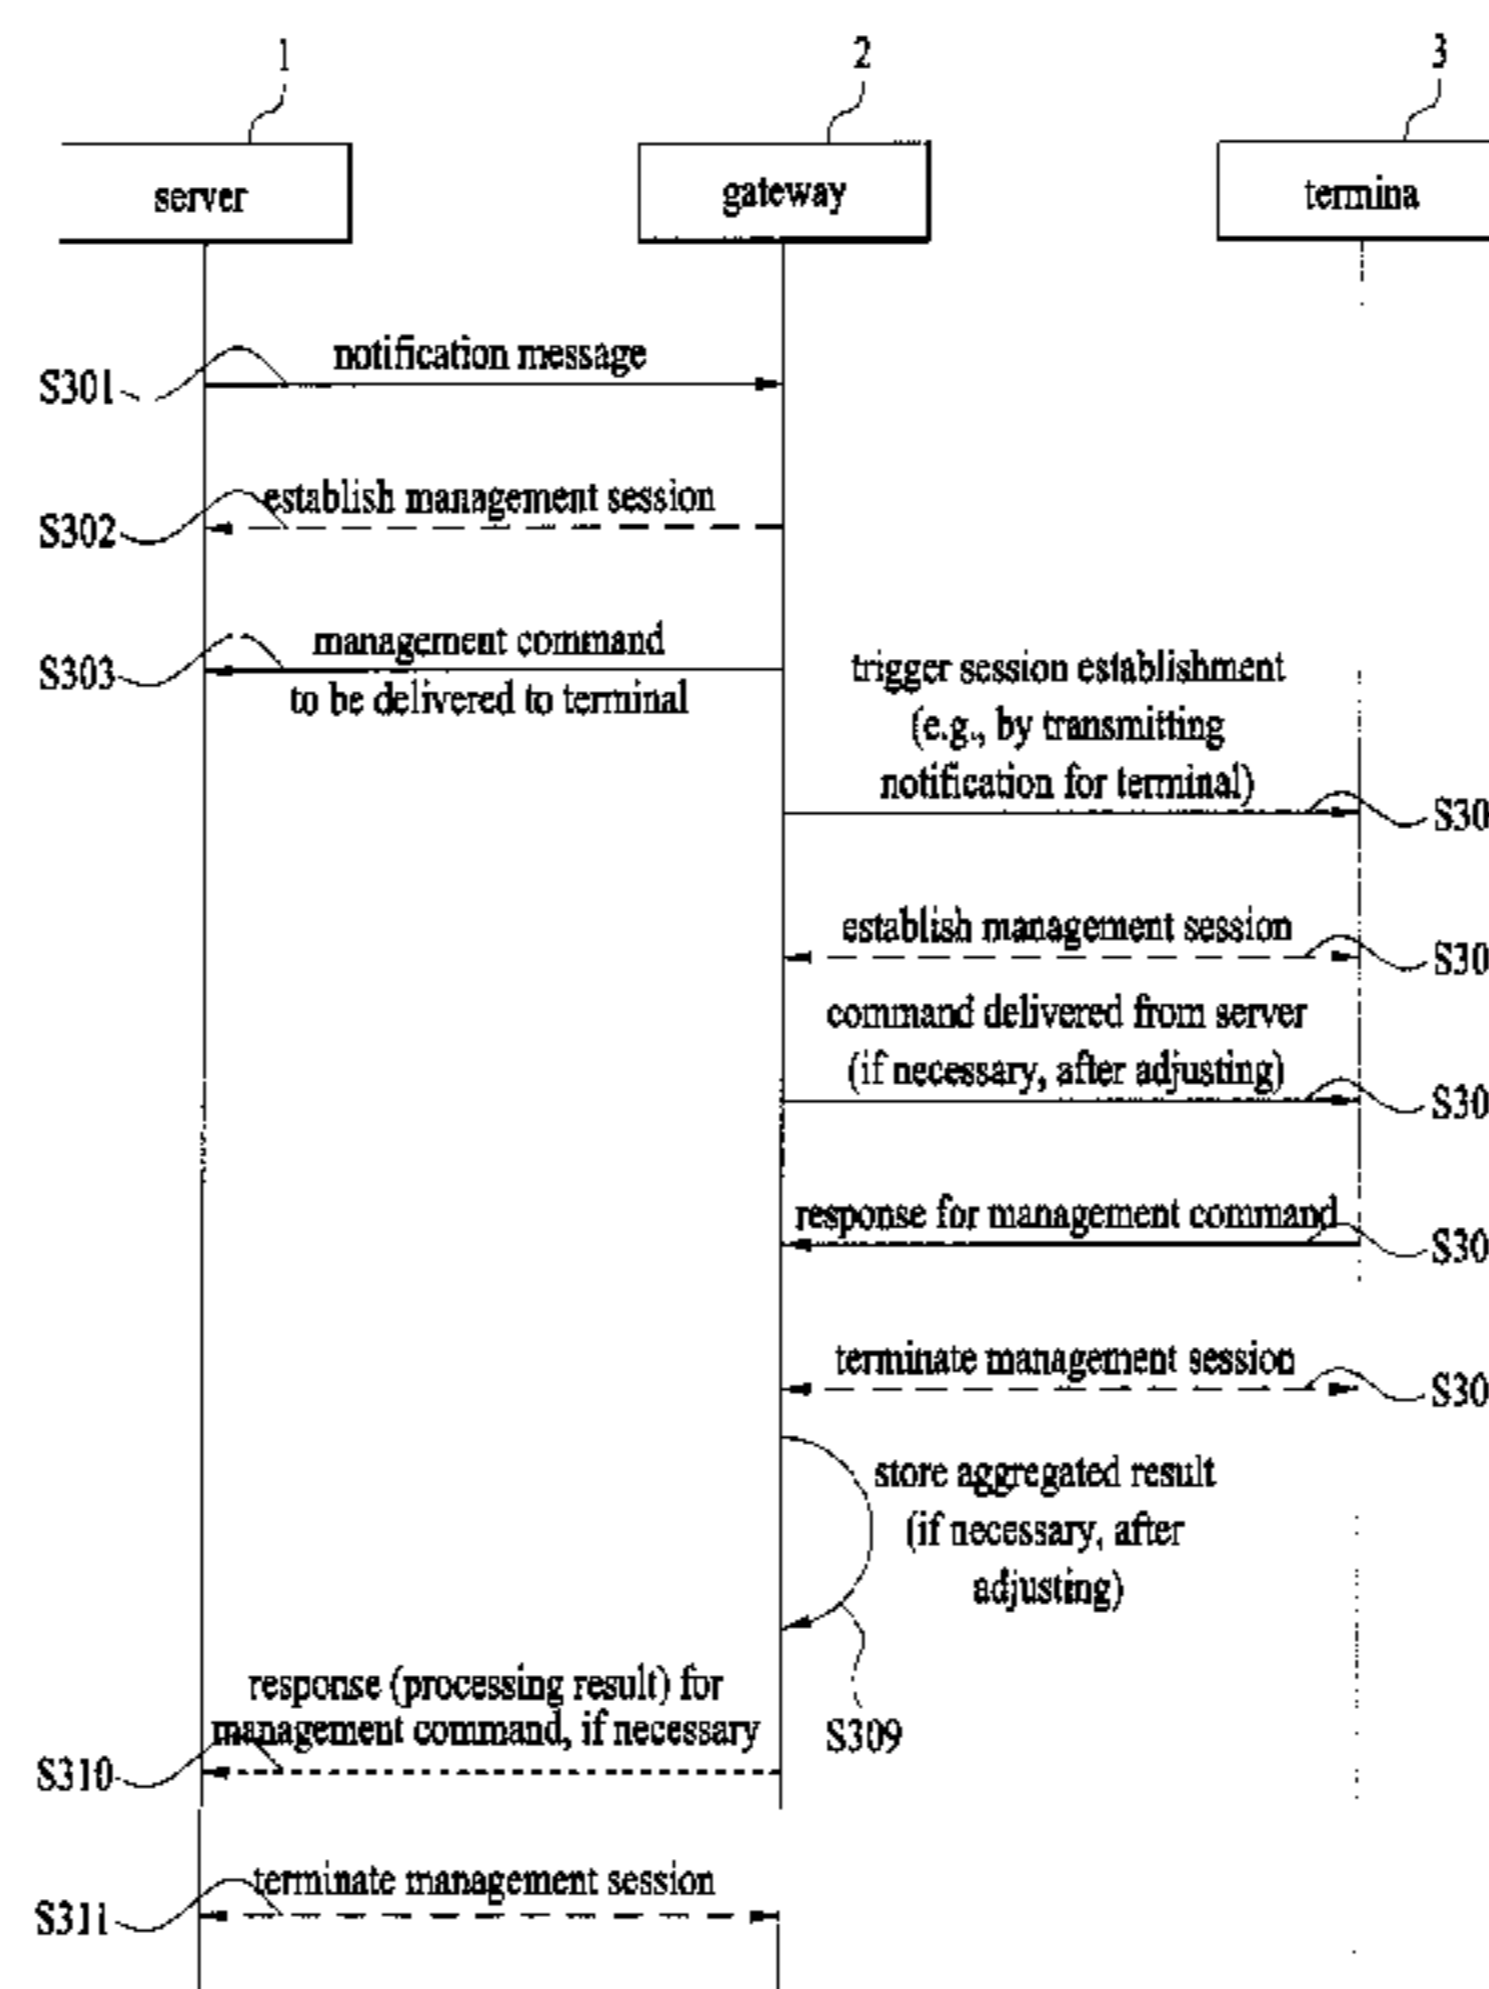 1
2
3
server
gateway
termina
notification message
S301
establish management session
S302
management command
S303
to be delivered to terminal
trigger session establishment
(e.g., by transmitting
notification for terminal)
S30
establish management session
S30
command delivered from server
(if necessary, after adjusting)
S30
response for management command
S30
terminate management session
S30
store aggregated result
(if necessary, after
adjusting)
S309
response (processing result) for
management command, if necessary
S310
terminate management session
S311